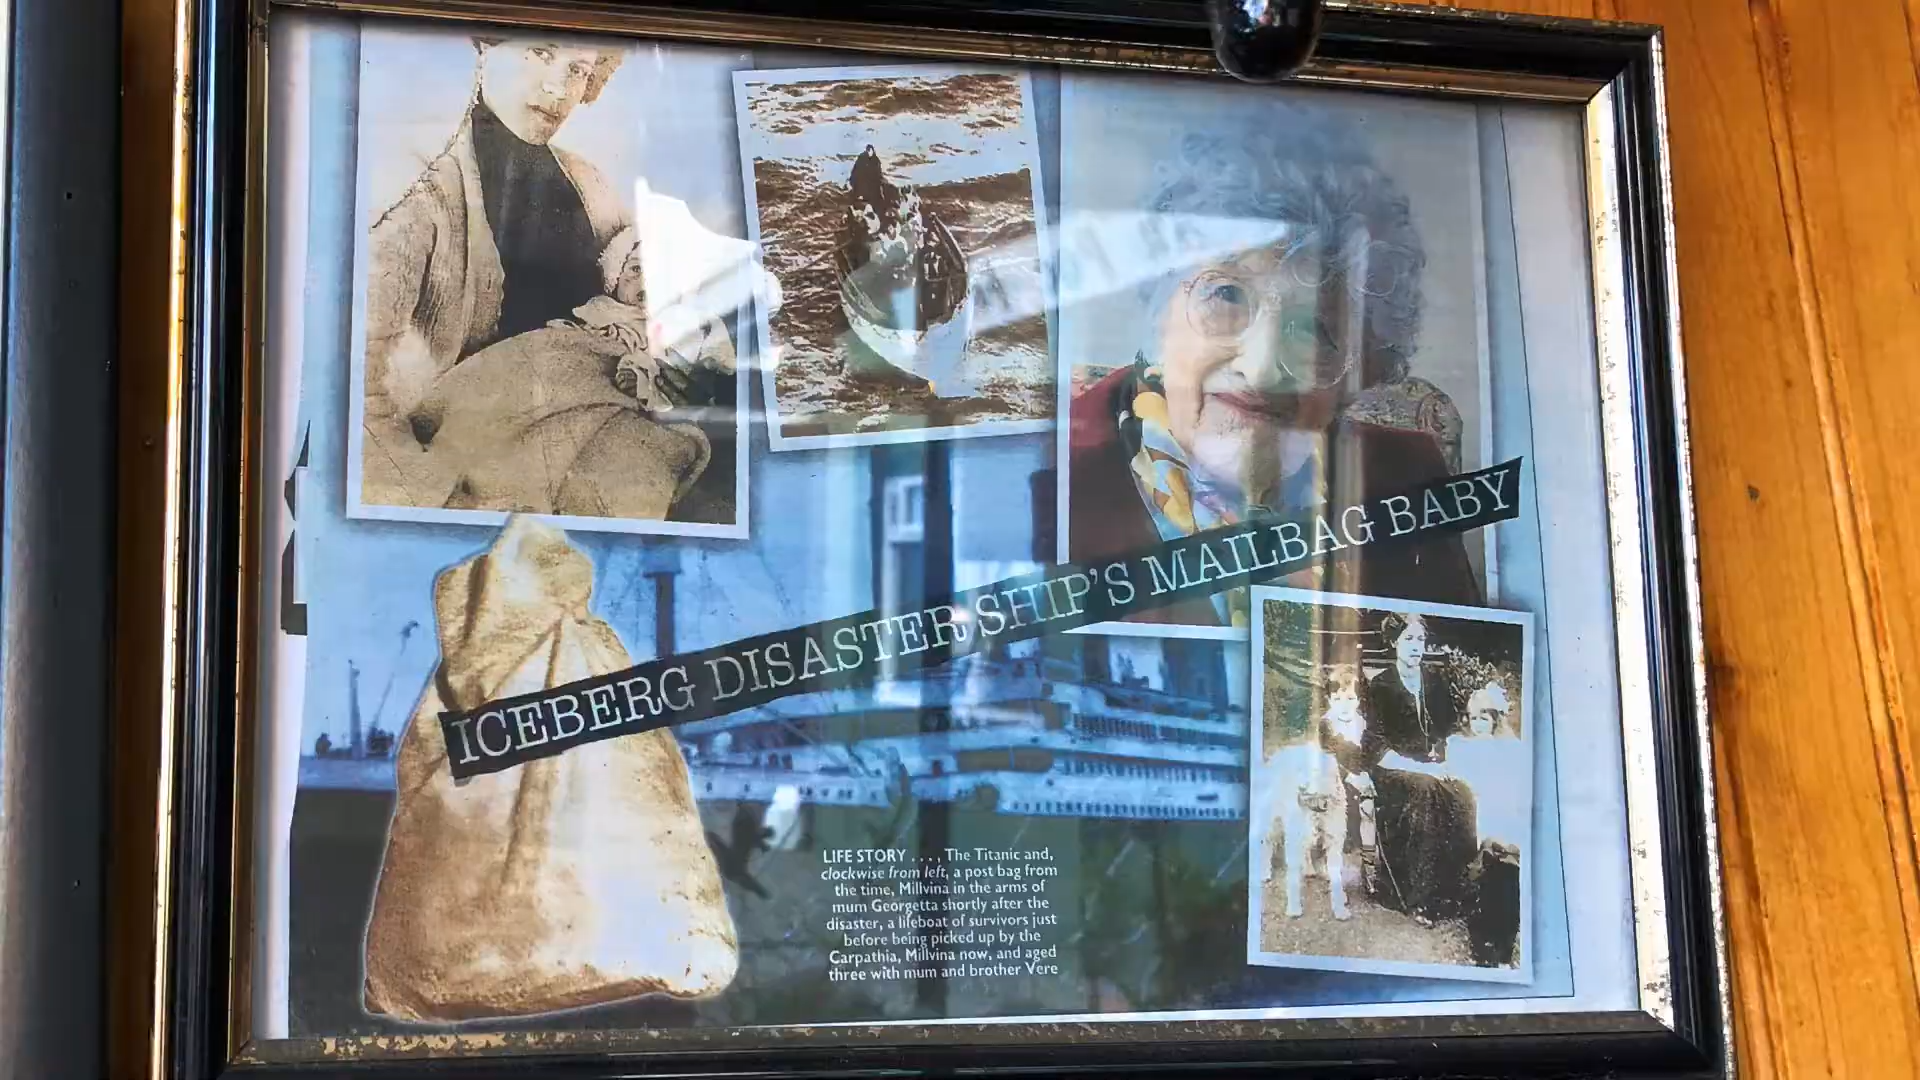 ICEBERG DISASTER SHIP'S MAILBAG BABY
LIFE STORY . . . , The Titanic and,
clockwise from left, a post bag from
the time, Millvina in the arms of
mum Georgetta shortly after the
disaster, a lifeboat of survivors just
before being picked up by the
Carpathia, Millvina now, and aged
three with mum and brother Vere